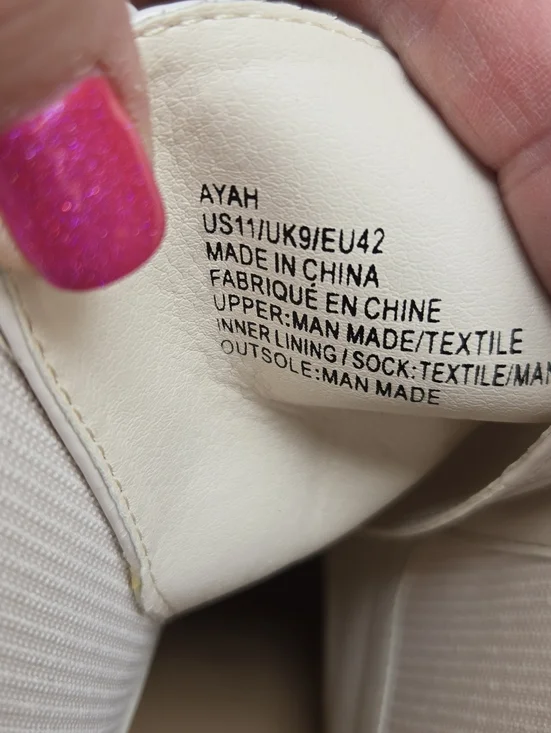 AYAH
US11/UK9/EU42
MADE IN CHINA
FABRIQUÉ EN CHINE
UPPER:MAN MADE/TEXTILE
INNER LINING / SOCK:TEXTILE/MAN
OUTSOLE:MAN MADE